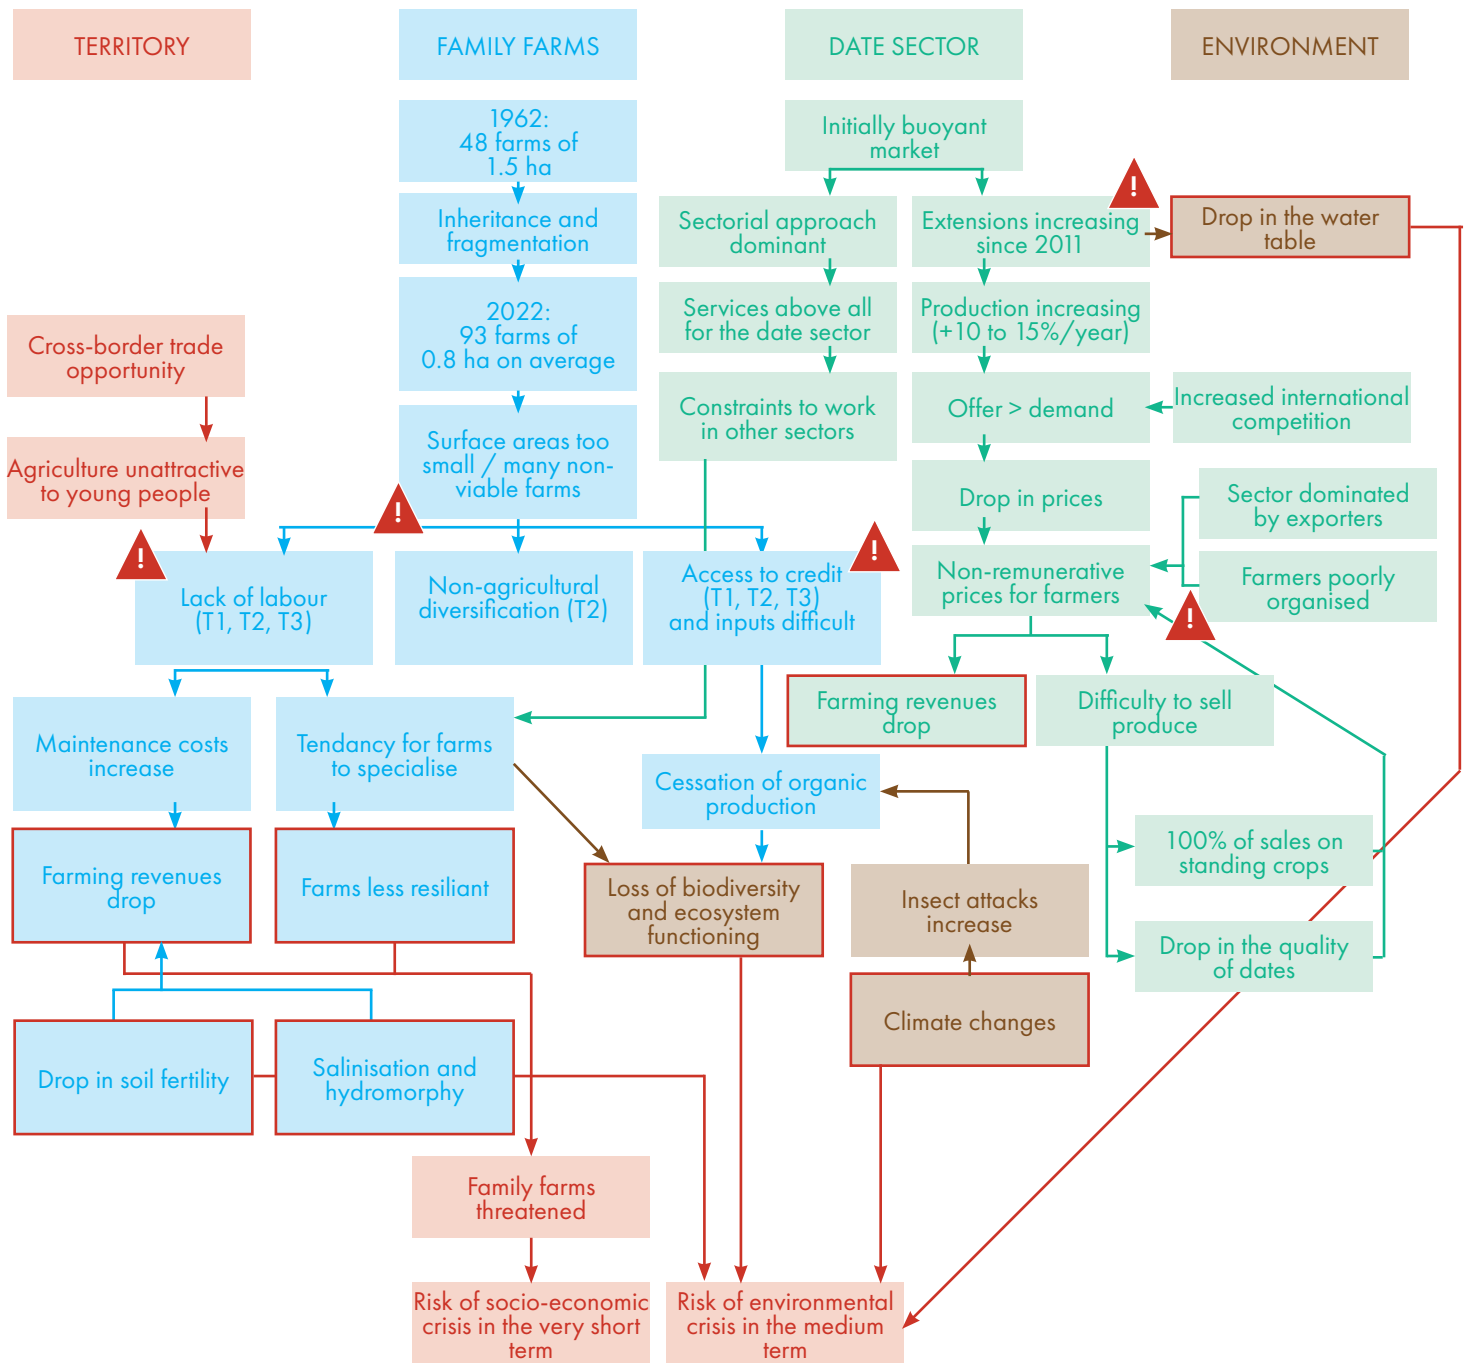 TERRITORY
FAMILY FARMS
DATE SECTOR
ENVIRONMENT
1962:
48 farms of
1.5 ha
Initially buoyant
market
Inheritance and
fragmentation
Sectorial approach
dominant
Extensions increasing
since 2011
!
Drop in the water
table
2022:
93 farms of
0.8 ha on average
Services above all
for the date sector
Production increasing
(+10 to 15%/year)
Cross-border trade
opportunity
Constraints to work
in other sectors
Offer > demand
Increased international
competition
Agriculture unattractive
to young people
Surface areas too
small / many non-
viable farms
!
Drop in prices
Sector dominated
by exporters
!
Lack of labour
(T1, T2, T3)
Non-agricultural
diversification (T2)
!
Access to credit
(T1, T2, T3)
and inputs difficult
Non-remunerative
prices for farmers
Farmers poorly
organised
!
Maintenance costs
increase
Tendancy for farms
to specialise
Cessation of organic
production
Farming revenues
drop
Difficulty to sell
produce
Farming revenues
drop
Farms less resiliant
Loss of biodiversity
and ecosystem
functioning
Insect attacks
increase
100% of sales on
standing crops
Drop in the quality
of dates
Drop in soil fertility
Salinisation and
hydromorphy
Climate changes
Family farms
threatened
Risk of socio-economic
crisis in the very short
term
Risk of environmental
crisis in the medium
term